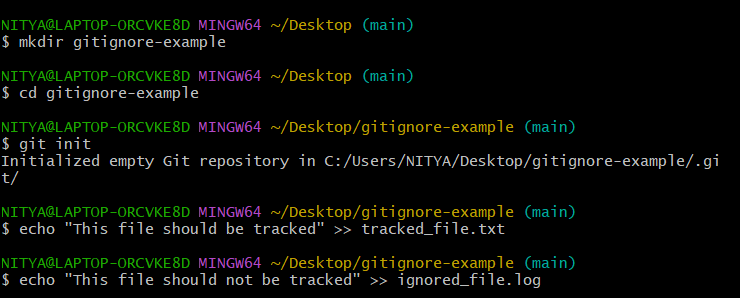 NITYA@LAPTOP-ORCVKE8D MINGW64 ~/Desktop (main)
$ mkdir gitignore-example
NITYA@LAPTOP-ORCVKE8D MINGW64 ~/Desktop (main)
$ cd gitignore-example
NITYA@LAPTOP-ORCVKE8D MINGW64 ~/Desktop/gitignore-example (main)
$ git init
Initialized empty Git repository in C:/Users/NITYA/Desktop/gitignore-example/.gi
t/
NITYA@LAPTOP-ORCVKE8D MINGW64 ~/Desktop/gitignore-example (main)
$ echo "This file should be tracked" >> tracked_file.txt
NITYA@LAPTOP-ORCVKE8D MINGW64 ~/Desktop/gitignore-example (main)
$ echo "This file should not be tracked" >> ignored_file.log